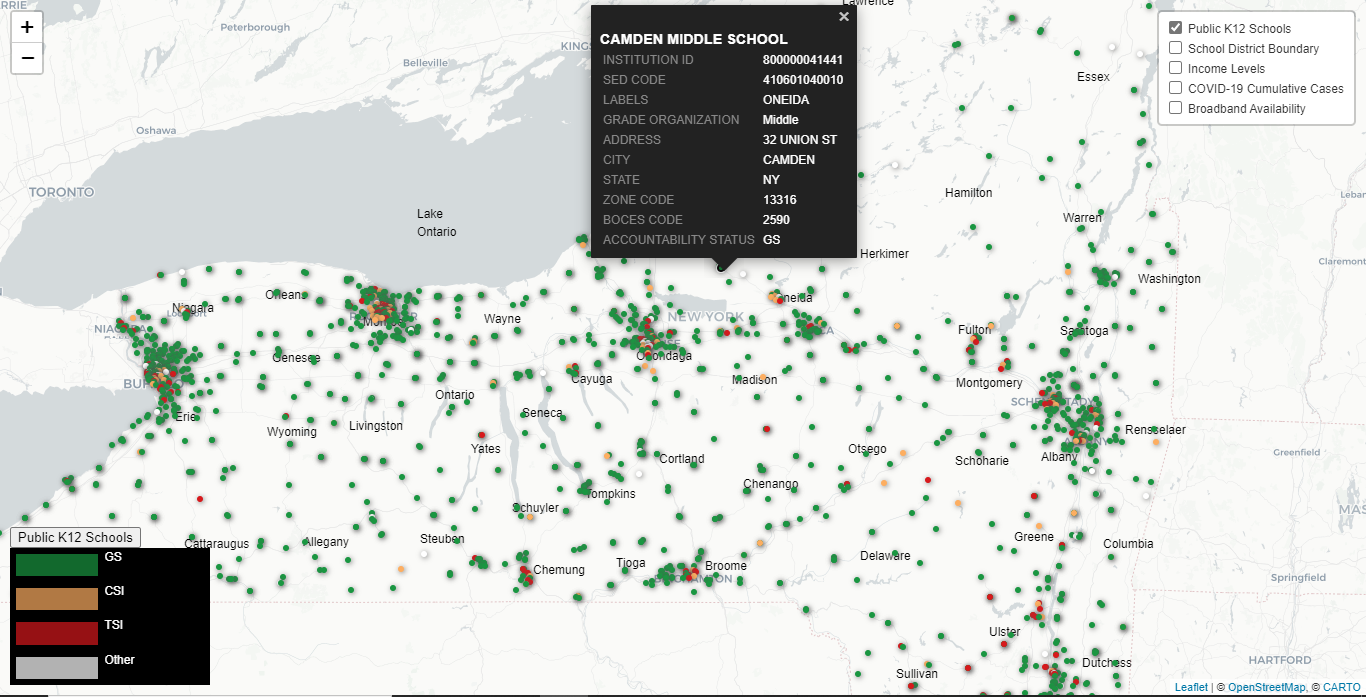 Lawrence
Peterborough
Belleville
KINGS
Oshawa
TORONTO
Lake
Ontario
+
−
×
CAMDEN MIDDLE SCHOOL
INSTITUTION ID 800000041441
SED CODE 410601040010
LABELS ONEIDA
GRADE ORGANIZATION Middle
ADDRESS 32 UNION ST
CITY CAMDEN
STATE NY
ZONE CODE 13316
BOCES CODE 2590
ACCOUNTABILITY STATUS GS
Public K12 Schools
School District Boundary
Income Levels
COVID-19 Cumulative Cases
Broadband Availability
Essex
Hamilton
Warren
Herkimer
Washington
Claremont
Orleans
Niagara
Wayne
NEW YORK
Oneida
Fulton
Saratoga
Genesee
Onondaga
Cayuga
Madison
Montgomery
Ontario
Seneca
Erie
Wyoming
Livingston
Yates
Cortland
Otsego
Schoharie
Albany
Rensselaer
Greenfield
Chenango
Tompkins
Schuyler
Cattaraugus
Allegany
Steuben
Chemung
Tioga
Broome
Delaware
Greene
Columbia
Springfield
Ulster
Sullivan
Dutchess
HARTFORD
Public K12 Schools
GS
CSI
TSI
Other
Leaflet | © OpenStreetMap, © CARTO